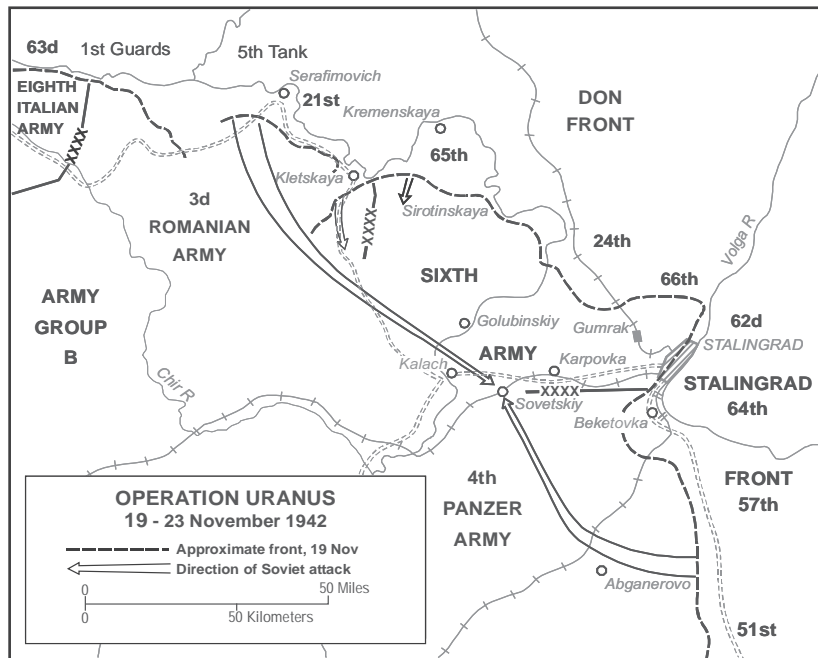 63d
1st Guards
5th Tank
EIGHTH
ITALIAN
ARMY
XXXX
Serafimovich
21st
Kremenskaya
DON
FRONT
65th
Kletskaya
3d
ROMANIAN
ARMY
XXXX
Sirotinskaya
24th
Volga R
SIXTH
66th
ARMY
GROUP
B
Golubinskiy
Gumrak
62d
STALINGRAD
Chir R
Kalach
ARMY
Karpovka
XXXX
Sovetskiy
STALINGRAD
64th
Beketovka
4th
PANZER
ARMY
FRONT
57th
Abganerovo
51st
OPERATION URANUS
19 - 23 November 1942
Approximate front, 19 Nov
Direction of Soviet attack
0 50 Miles
0 50 Kilometers